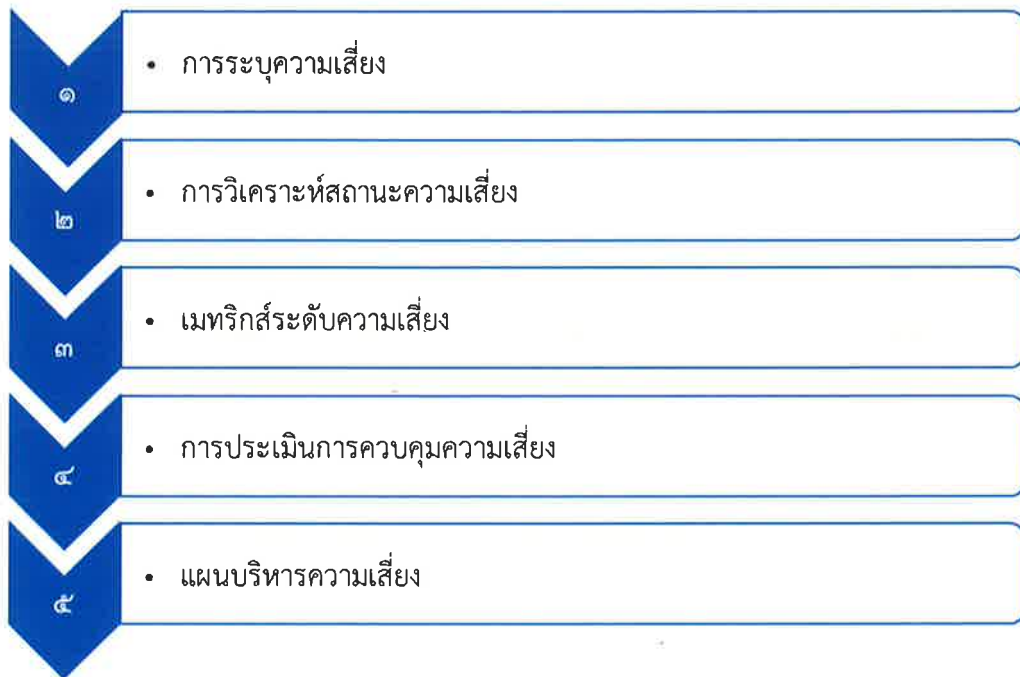 ๑
• การระบุความเสี่ยง
๒
• การวิเคราะห์สถานะความเสี่ยง
๓
• เมทริกส์ระดับความเสี่ยง
๔
• การประเมินการควบคุมความเสี่ยง
๕
• แผนบริหารความเสี่ยง